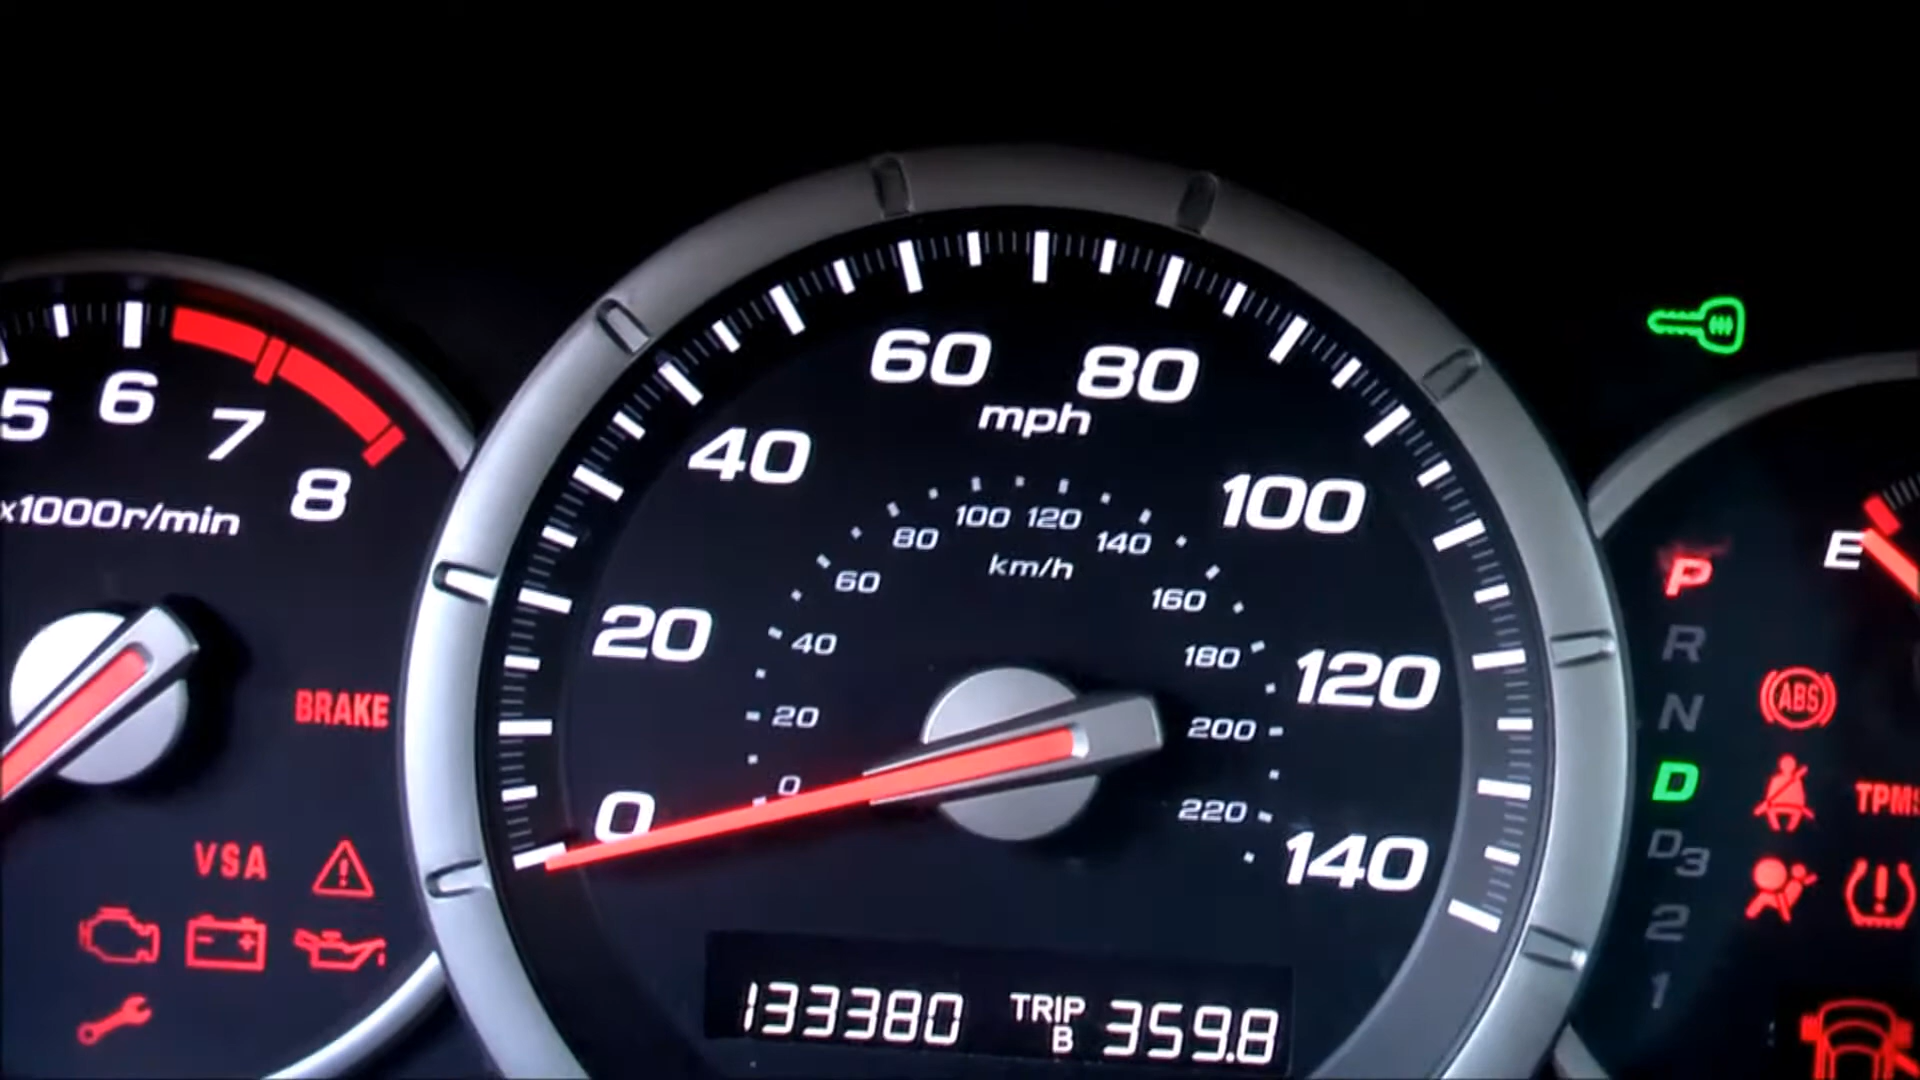 5 6 7 8
x1000r/min
BRAKE
VSA
0 20 40 60 80 100 120 140
mph
0 20 40 60 80 100 120 140 160 180 200 220
km/h
133380 TRIP B 359.8
P
R
N
D
D3
2
1
E
ABS
TPMS